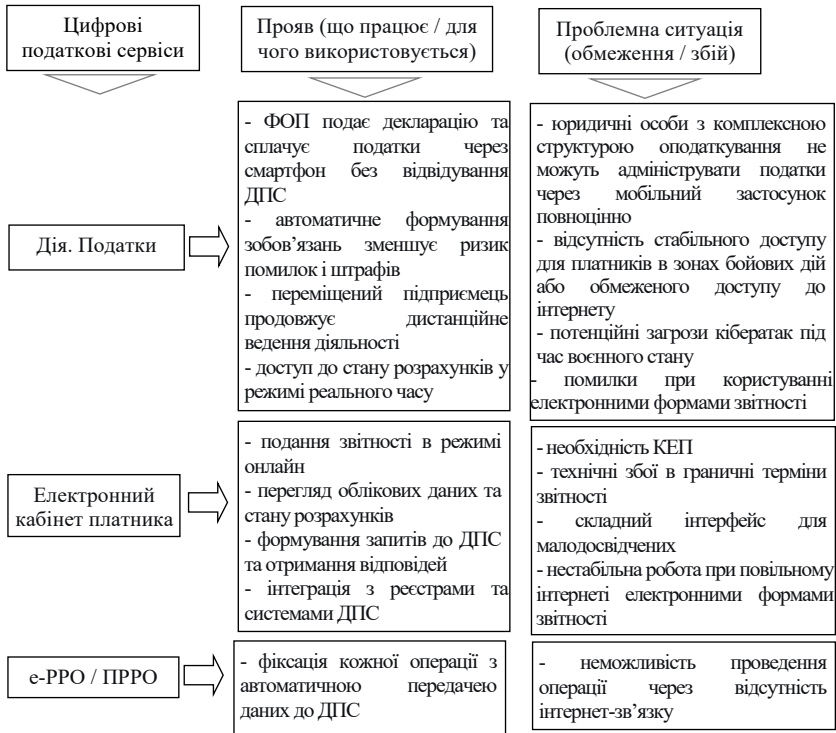 Цифрові
податкові сервіси
Прояв (що працює / для
чого використовується)
Проблемна ситуація
(обмеження / збій)
Дія. Податки
- ФОП подає декларацію та
сплачує податки через
смартфон без відвідування
ДПС
- автоматичне формування
зобов’язань зменшує ризик
помилок і штрафів
- переміщений підприємець
продовжує дистанційне
ведення діяльності
- доступ до стану розрахунків у
режимі реального часу
- юридичні особи з комплексною
структурою оподаткування не
можуть адмініструвати податки
через мобільний застосунок
повноцінно
- відсутність стабільного доступу
для платників в зонах бойових дій
або обмеженого доступу до
інтернету
- потенційні загрози кібератак під
час воєнного стану
- помилки при користуванні
електронними формами звітності
Електронний
кабінет платника
- подання звітності в режимі
онлайн
- перегляд облікових даних та
стану розрахунків
- формування запитів до ДПС
та отримання відповідей
- інтеграція з реєстрами та
системами ДПС
- необхідність КЕП
- технічні збої в граничні терміни
звітності
- складний інтерфейс для
малодосвідчених
- нестабільна робота при повільному
інтернеті електронними формами
звітності
е-РРО / ПРРО
- фіксація кожної операції з
автоматичною передачею
даних до ДПС
- неможливість проведення
операції через відсутність
інтернет-зв’язку